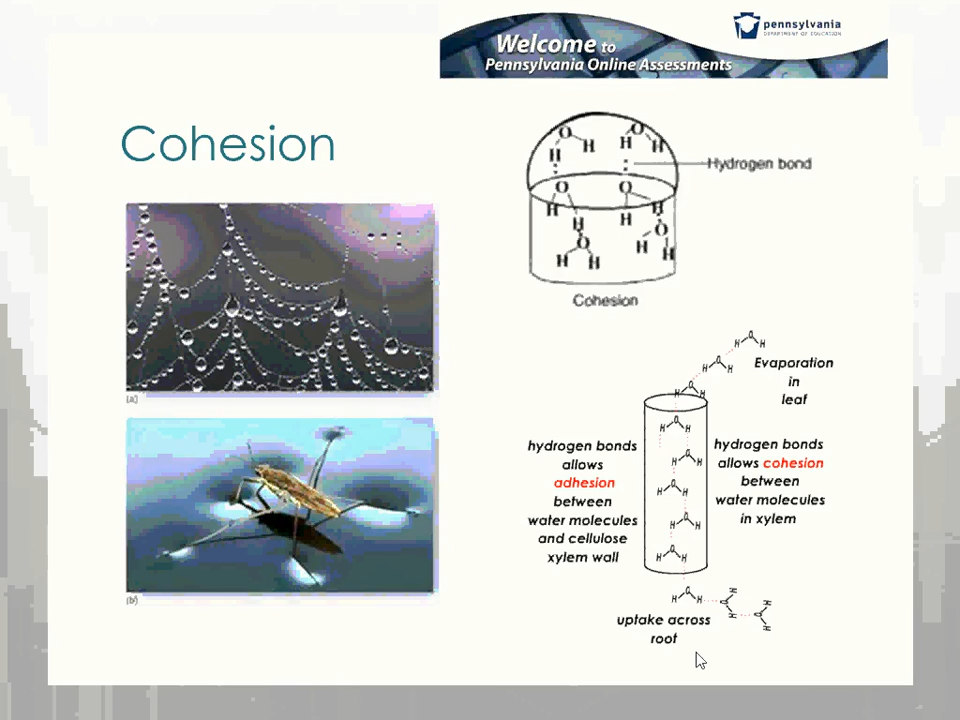 pennsylvania
DEPARTMENT OF EDUCATION
Welcome to
Pennsylvania Online Assessments
Cohesion
H O H
H O H
Hydrogen bond
O
H
O
H
H
H
O
H H
H O H
Cohesion
(a)
(b)
H O H
H O H
H O H
Evaporation
in
leaf
H O H
H O H
H O H
H O H
H O H
hydrogen bonds
allows
adhesion
between
water molecules
and cellulose
xylem wall
hydrogen bonds
allows cohesion
between
water molecules
in xylem
H O H
H O H
H O H
uptake across
root